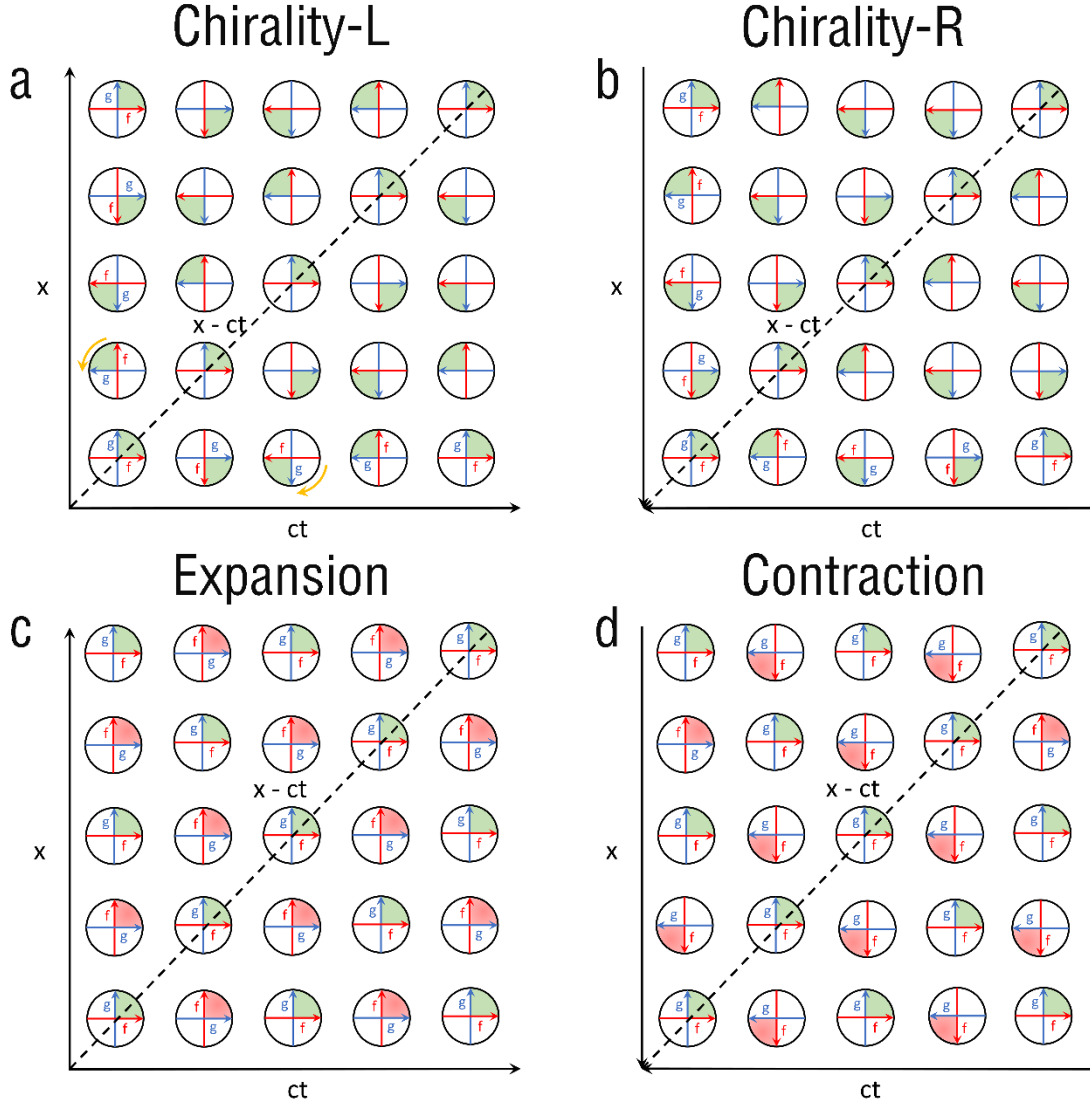 Chirality-L
a
g
f
g
f
f
g
x
x - ct
f
g
g f g f f g g f g f
ct
Chirality-R
b
g
f
f
g
f
g
x
x - ct
g
f
g f g f f g g f g f
ct
Expansion
c
g f f g g f f g g f
f g g f f g g f f g
x - ct
g f f g g f f g g f
x
f g g f f g g f f g
g f f g g f f g g f
ct
Contraction
d
g f g f g f g f g f
f g g f g f g f f g
x - ct
g f g f g f g f g f
x
g f g f g f g f g f
g f g f g f g f g f
ct